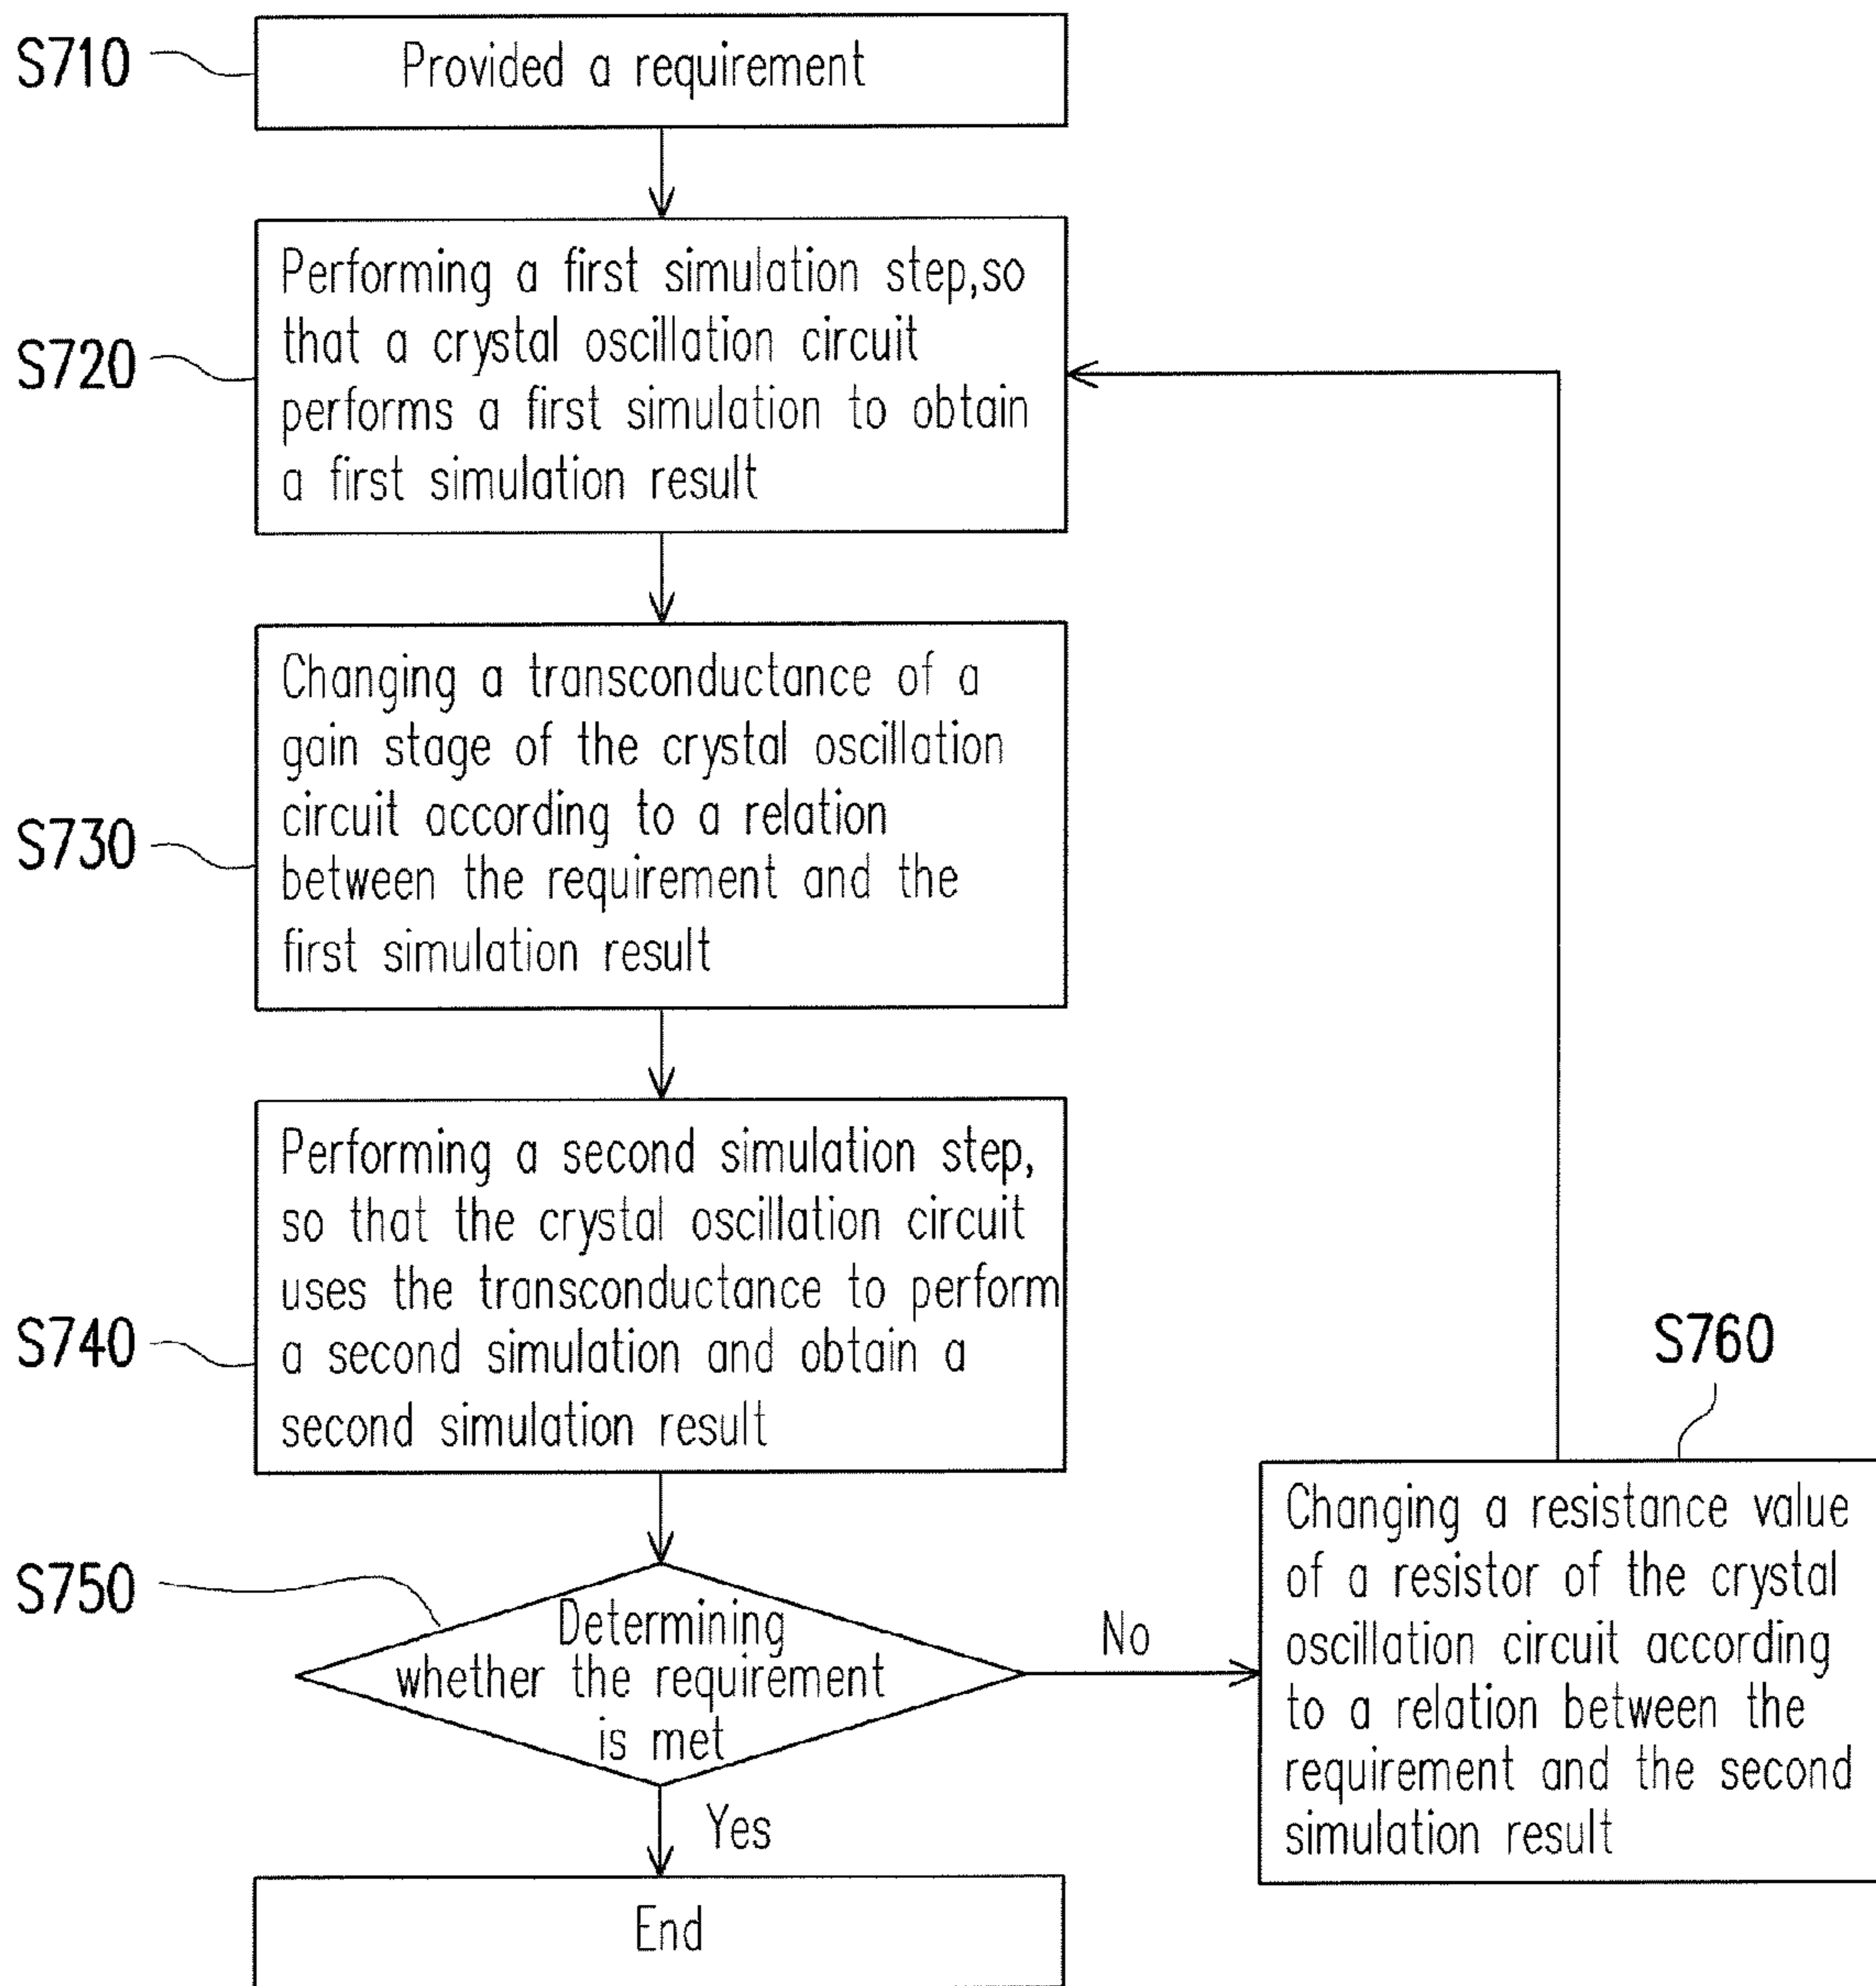 S710
Provided a requirement
S720
Performing a first simulation step,so
that a crystal oscillation circuit
performs a first simulation to obtain
a first simulation result
S730
Changing a transconductance of a
gain stage of the crystal oscillation
circuit according to a relation
between the requirement and the
first simulation result
S740
Performing a second simulation step,
so that the crystal oscillation circuit
uses the transconductance to perform
a second simulation and obtain a
second simulation result
S750
Determining
whether the requirement
is met
No
Yes
S760
Changing a resistance value
of a resistor of the crystal
oscillation circuit according
to a relation between the
requirement and the second
simulation result
End